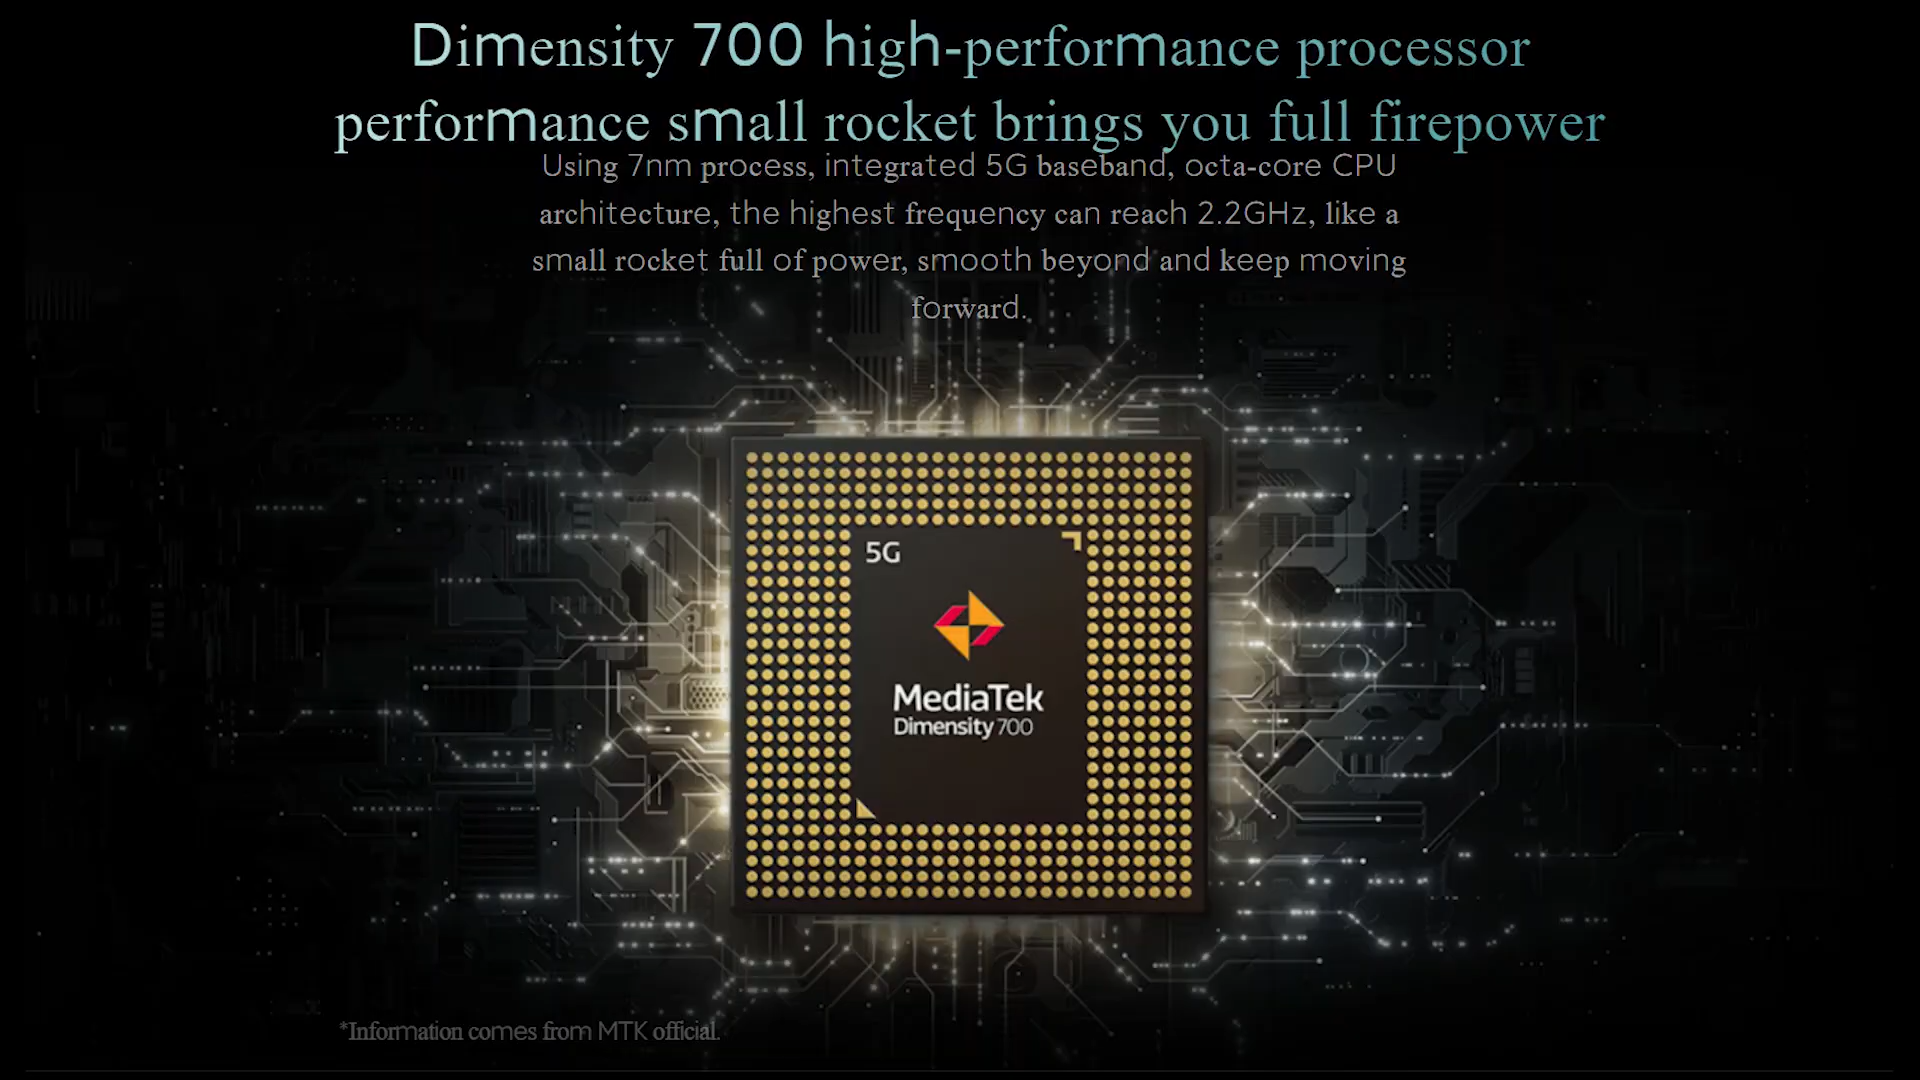 Dimensity 700 high-performance processor
performance small rocket brings you full firepower
Using 7nm process, integrated 5G baseband, octa-core CPU
architecture, the highest frequency can reach 2.2GHz, like a
small rocket full of power, smooth beyond and keep moving
forward.
5G
MediaTek
Dimensity 700
*Information comes from MTK official.